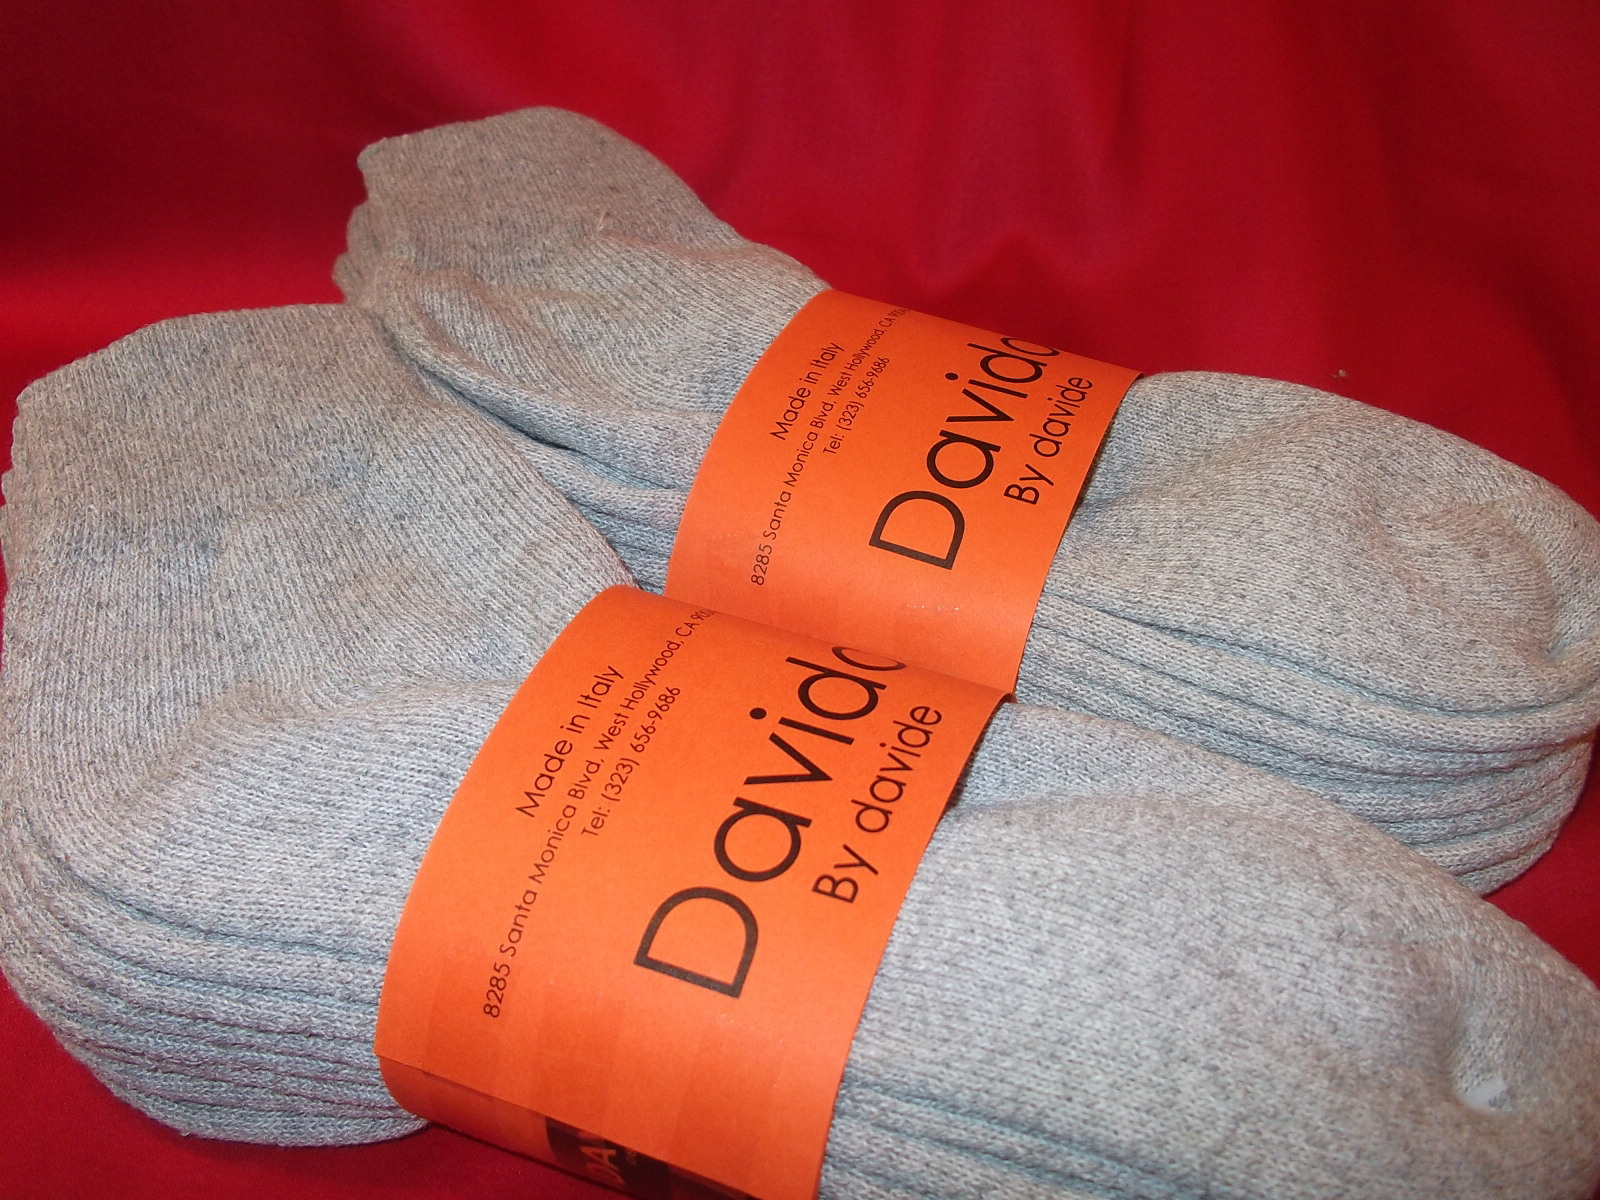 Made in Italy
8285 Santa Monica Blvd, West Hollywood, CA
Tel: (323) 656-9686
By davide
Made in Italy
8285 Santa Monica Blvd, West Hollywood, CA
Tel: (323) 656-9686
By davide